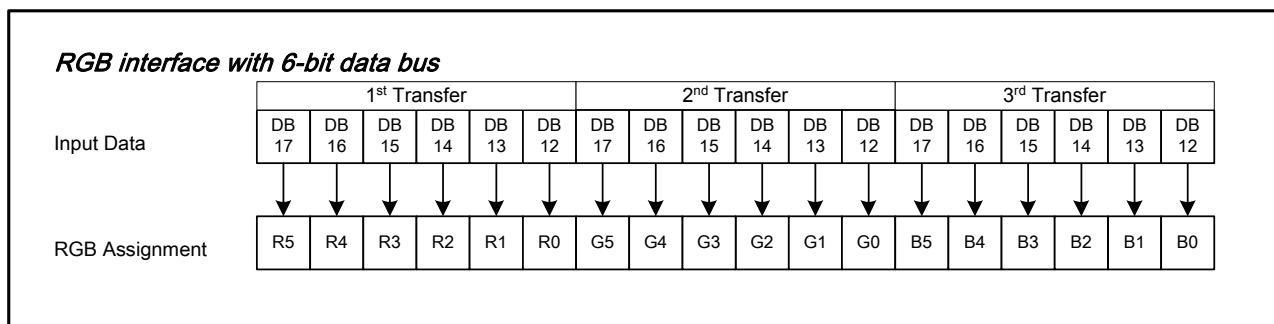 RGB interface with 6-bit data bus
1st Transfer 2nd Transfer 3rd Transfer
Input Data DB 17 DB 16 DB 15 DB 14 DB 13 DB 12 DB 17 DB 16 DB 15 DB 14 DB 13 DB 12 DB 17 DB 16 DB 15 DB 14 DB 13 DB 12
RGB Assignment R5 R4 R3 R2 R1 R0 G5 G4 G3 G2 G1 G0 B5 B4 B3 B2 B1 B0